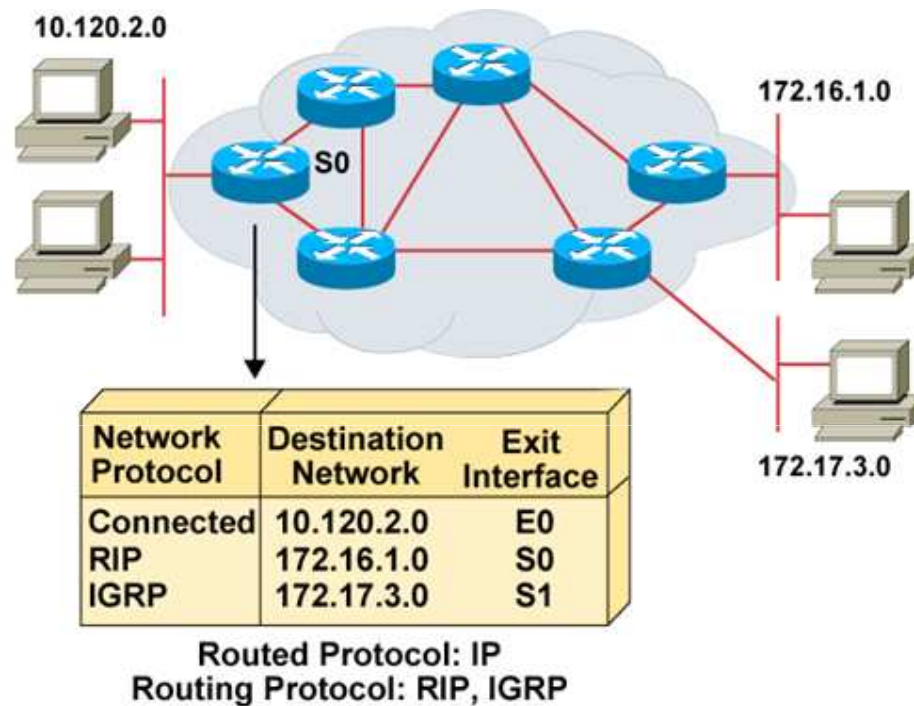 10.120.2.0
172.16.1.0
S0
172.17.3.0
Network Protocol Destination Network Exit Interface
Connected 10.120.2.0 E0
RIP 172.16.1.0 S0
IGRP 172.17.3.0 S1
Routed Protocol: IP
Routing Protocol: RIP, IGRP